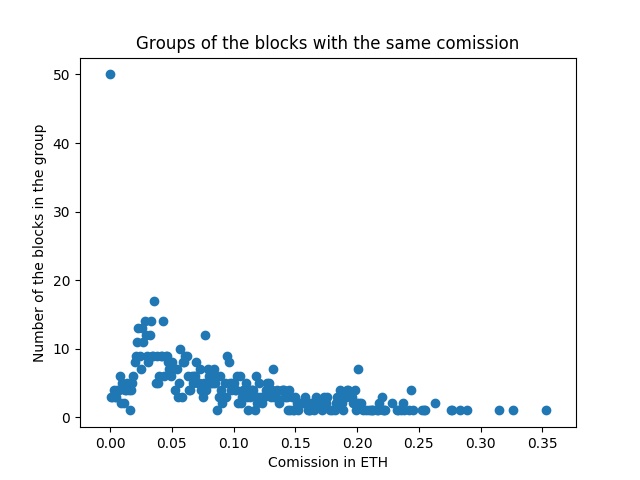 Groups of the blocks with the same comission
Number of the blocks in the group
50
40
30
20
10
0
0.00 0.05 0.10 0.15 0.20 0.25 0.30 0.35
Comission in ETH